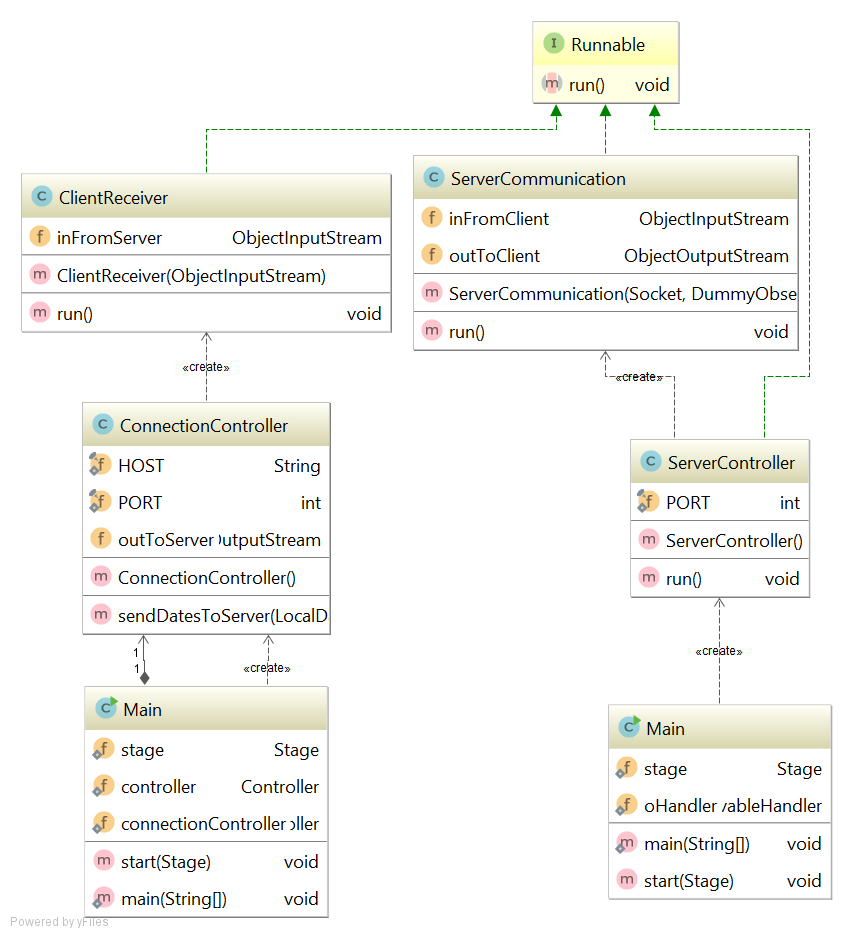 I Runnable
m run() void
C ClientReceiver
f inFromServer ObjectInputStream
m ClientReceiver(ObjectInputStream)
m run() void
C ServerCommunication
f inFromClient ObjectInputStream
f outToClient ObjectOutputStream
m ServerCommunication(Socket, DummyObse
m run() void
«create»
«create»
C ConnectionController
f HOST String
f PORT int
f outToServer OutputStream
m ConnectionController()
m sendDatesToServer(LocalDa
C ServerController
f PORT int
m ServerController()
m run() void
1
1
«create»
«create»
C Main
f stage Stage
f controller Controller
f connectionController oller
m start(Stage) void
m main(String[]) void
C Main
f stage Stage
f oHandler vableHandler
m main(String[]) void
m start(Stage) void
Powered by yFiles